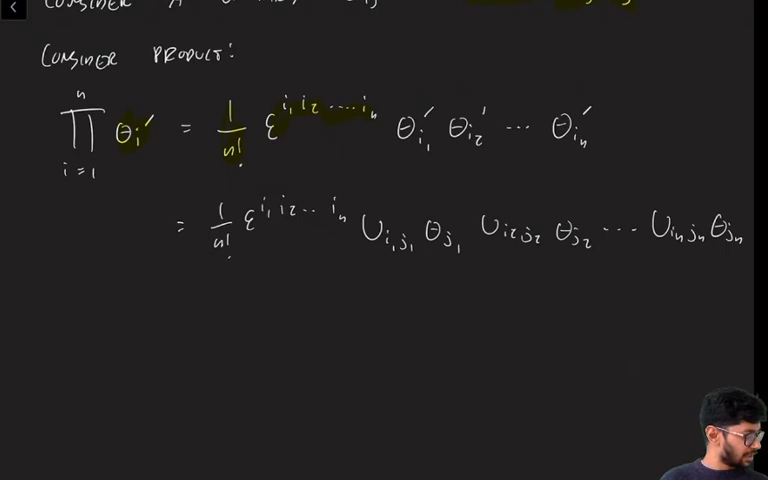 CONSIDER PRODUCT:
n
∏ θᵢ′ = 1/n! ε^{i₁ i₂ ⋯ iₙ} θ′_{i₁} θ′_{i₂} ⋯ θ′_{iₙ}
i=1
= 1/n! ε^{i₁ i₂ ⋯ iₙ} U_{i₁j₁} θ_{j₁} U_{i₂j₂} θ_{j₂} ⋯ U_{iₙjₙ} θ_{jₙ}